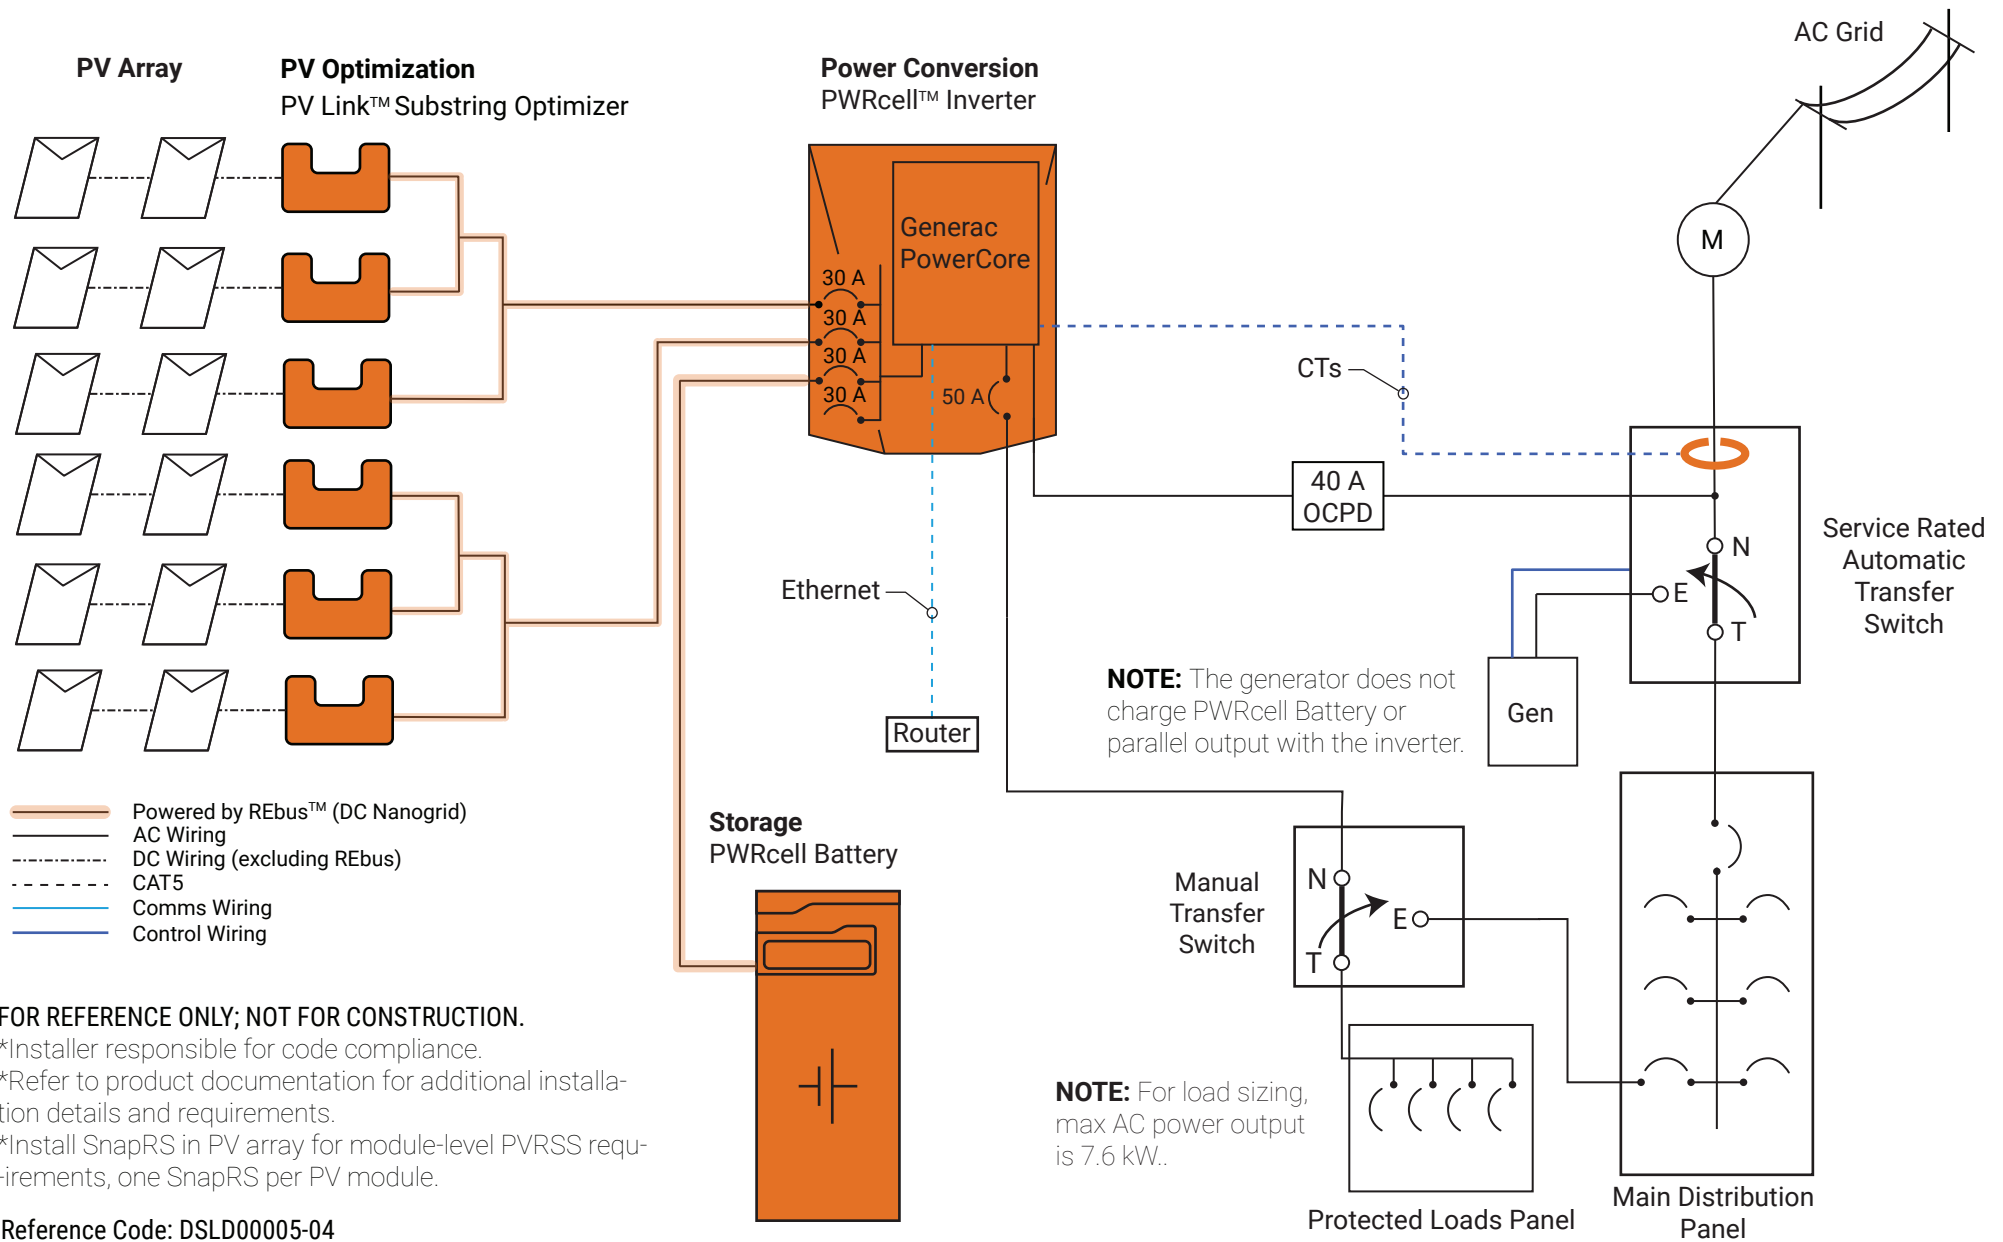 PV Array
PV Optimization
PV Link™ Substring Optimizer
Power Conversion
PWRcell™ Inverter
AC Grid
Generac
PowerCore
30 A
30 A
30 A
30 A
50 A
M
CTs
40 A
OCPD
N
E
T
Service Rated
Automatic
Transfer
Switch
Ethernet
Router
NOTE: The generator does not
charge PWRcell Battery or
parallel output with the inverter.
Gen
Powered by REbus™ (DC Nanogrid)
AC Wiring
DC Wiring (excluding REbus)
CAT5
Comms Wiring
Control Wiring
Storage
PWRcell Battery
Manual
Transfer
Switch
N
E
T
FOR REFERENCE ONLY; NOT FOR CONSTRUCTION.
*Installer responsible for code compliance.
*Refer to product documentation for additional installa-
tion details and requirements.
*Install SnapRS in PV array for module-level PVRSS requ-
-irements, one SnapRS per PV module.
Reference Code: DSLD00005-04
NOTE: For load sizing,
max AC power output
is 7.6 kW..
Protected Loads Panel
Main Distribution
Panel